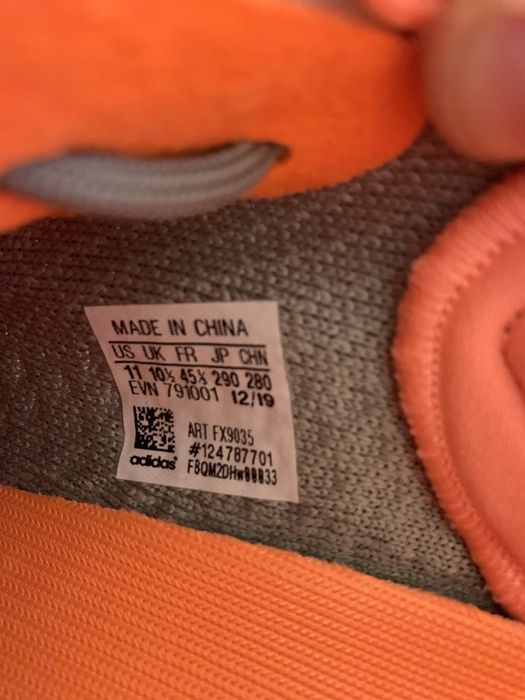 MADE IN CHINA
US UK FR JP CHN
11 10½ 45⅓ 290 280
EVN 791001 12/19
ART FX9035
#124787701
adidas